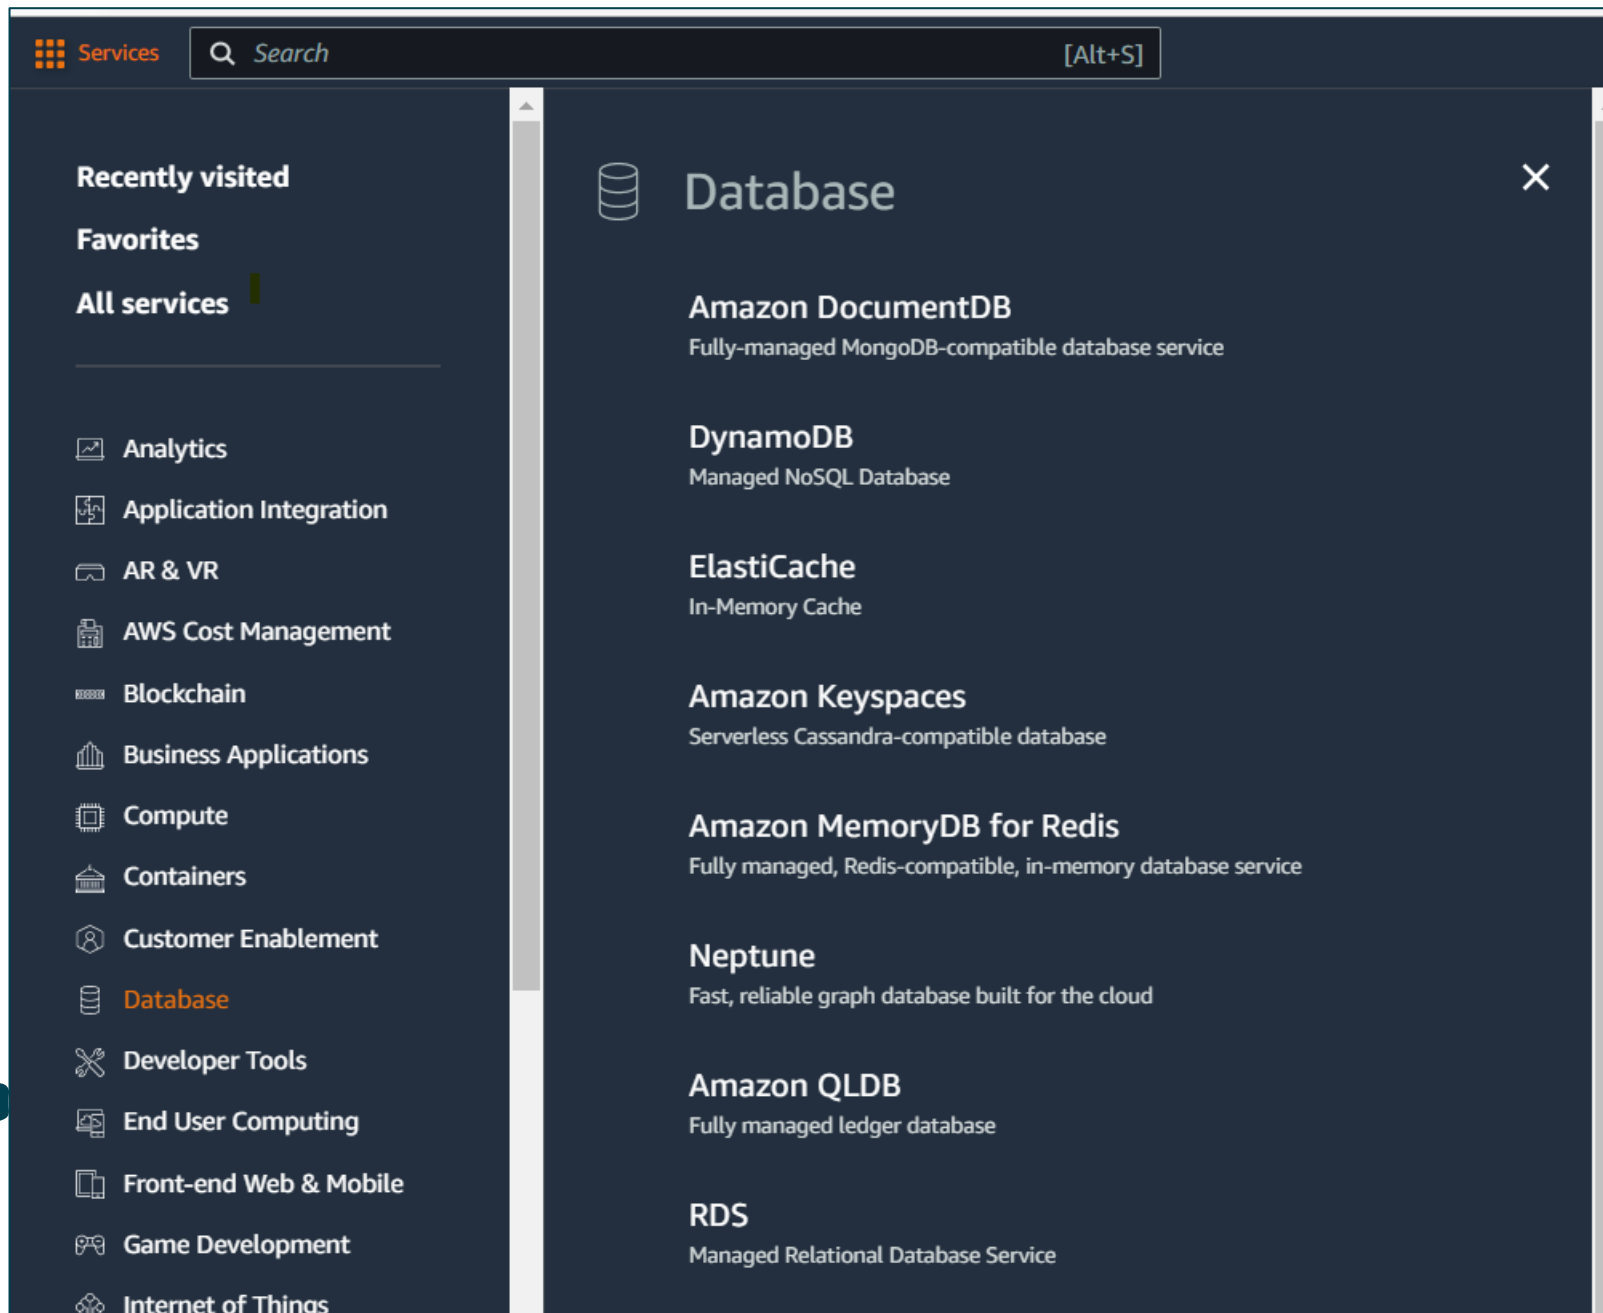 Services
Search [Alt+S]
Recently visited
Favorites
All services
Analytics
Application Integration
AR & VR
AWS Cost Management
Blockchain
Business Applications
Compute
Containers
Customer Enablement
Database
Developer Tools
End User Computing
Front-end Web & Mobile
Game Development
Internet of Things
Database
Amazon DocumentDB
Fully-managed MongoDB-compatible database service
DynamoDB
Managed NoSQL Database
ElastiCache
In-Memory Cache
Amazon Keyspaces
Serverless Cassandra-compatible database
Amazon MemoryDB for Redis
Fully managed, Redis-compatible, in-memory database service
Neptune
Fast, reliable graph database built for the cloud
Amazon QLDB
Fully managed ledger database
RDS
Managed Relational Database Service